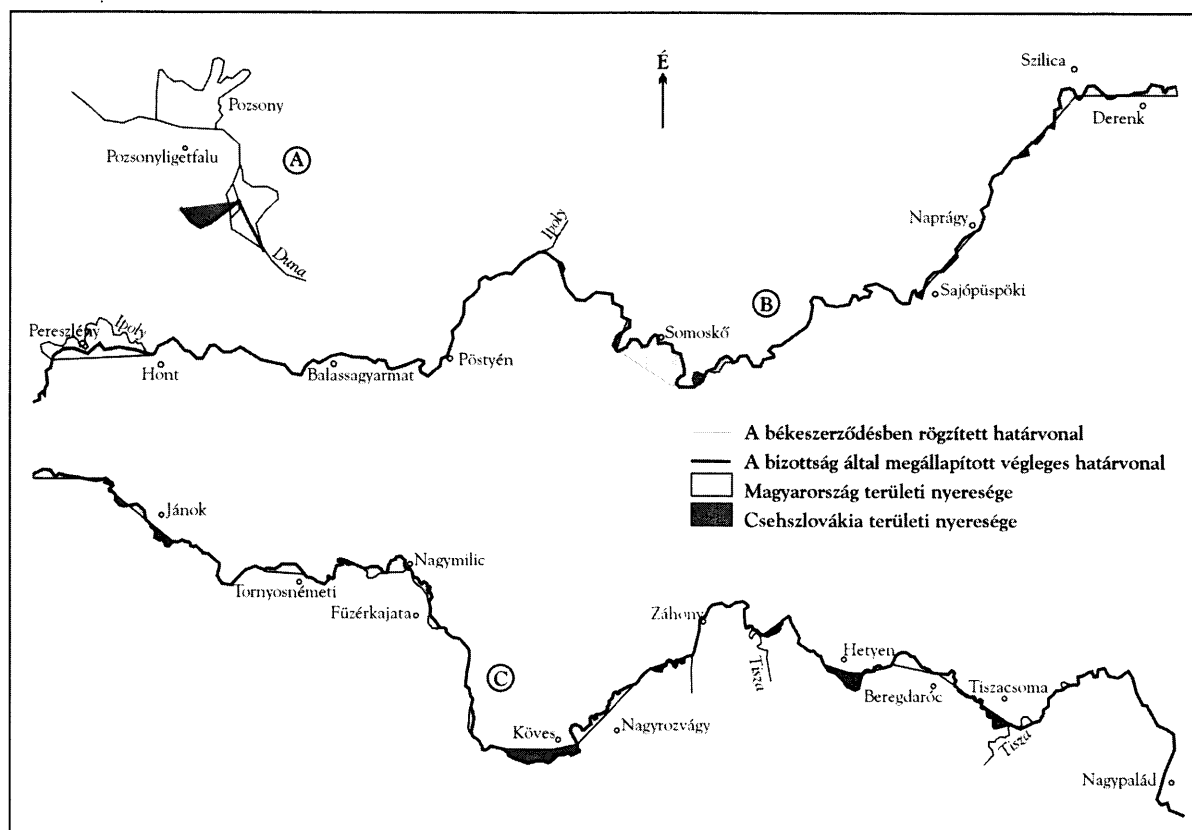 É
Szilica
Derenk
Pozsony
Pozsonyligetfalu
A
Duna
Naprágy
Sajópüspöki
Ipoly
B
Somoskő
Pereszlény
Ipoly
Hont
Balassagyarmat
Pöstyén
A békeszerződésben rögzített határvonal
A bizottság által megállapított végleges határvonal
Magyarország területi nyeresége
Csehszlovákia területi nyeresége
Jánok
Tornyosnémeti
Nagymilic
Füzérkajata
C
Köves
Nagyrozvágy
Záhony
Tisza
Hetyen
Beregdaróc
Tiszacsoma
Tisza
Nagypalád